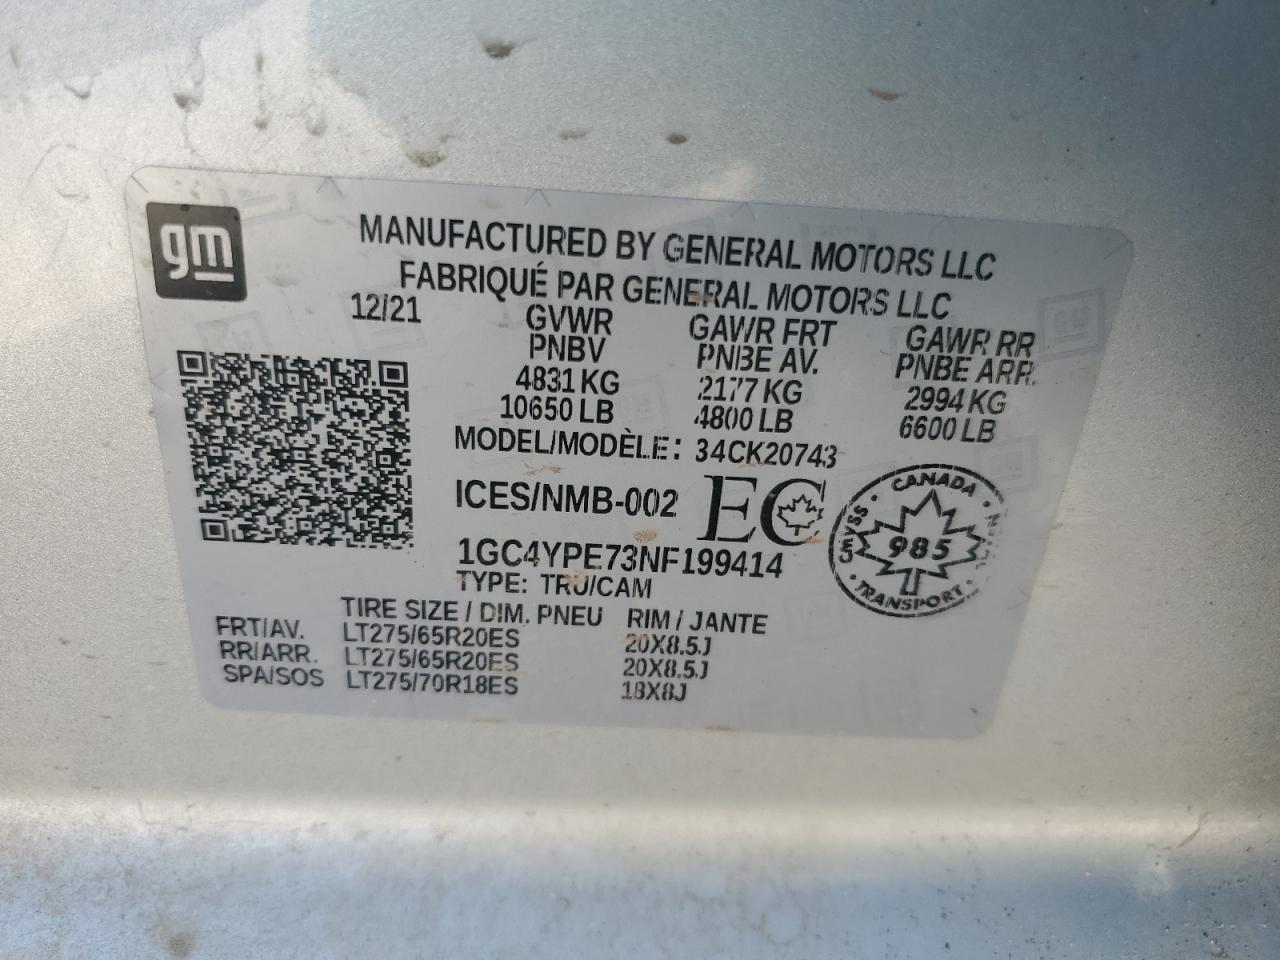 gm
MANUFACTURED BY GENERAL MOTORS LLC
FABRIQUÉ PAR GENERAL MOTORS LLC
12/21 GVWR GAWR FRT GAWR RR
PNBV PNBE AV. PNBE ARR.
4831 KG 2177 KG 2994 KG
10650 LB 4800 LB 6600 LB
MODEL/MODÈLE: 34CK20743
ICES/NMB-002 EC
CANADA
CMVSS 985
TRANSPORT
1GC4YPE73NF199414
TYPE: TRU/CAM
TIRE SIZE / DIM. PNEU RIM / JANTE
FRT/AV. LT275/65R20ES 20X8.5J
RR/ARR. LT275/65R20ES 20X8.5J
SPA/SOS LT275/70R18ES 18X8J